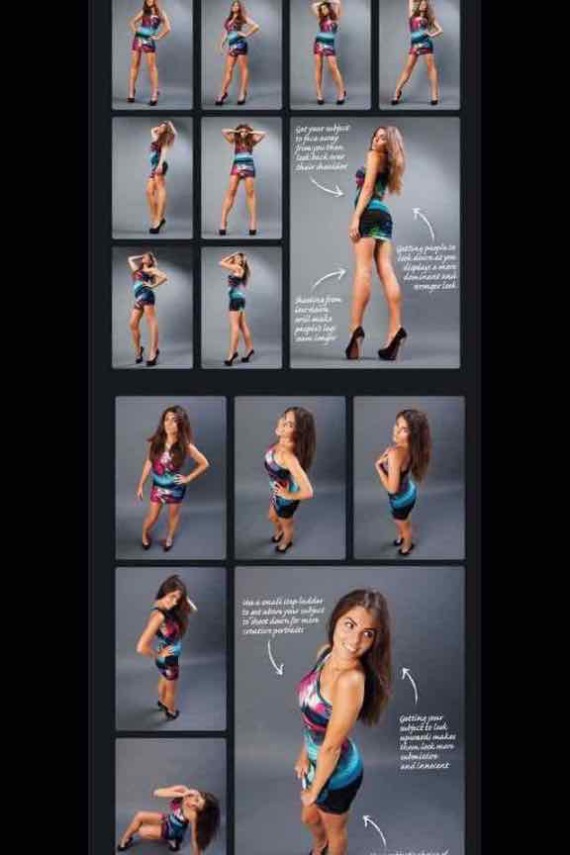 Get your subject
to face away
from you then
look back over
their shoulder
Getting people to
look down at you
displays a more
dominant and
stronger look
Shooting from
low down
will make
people's legs
seem longer
Use a small step ladder
to get above your subject
to shoot down for more
creative portraits
Getting your
subject to look
upwards makes
them look more
submissive
and innocent
choice of